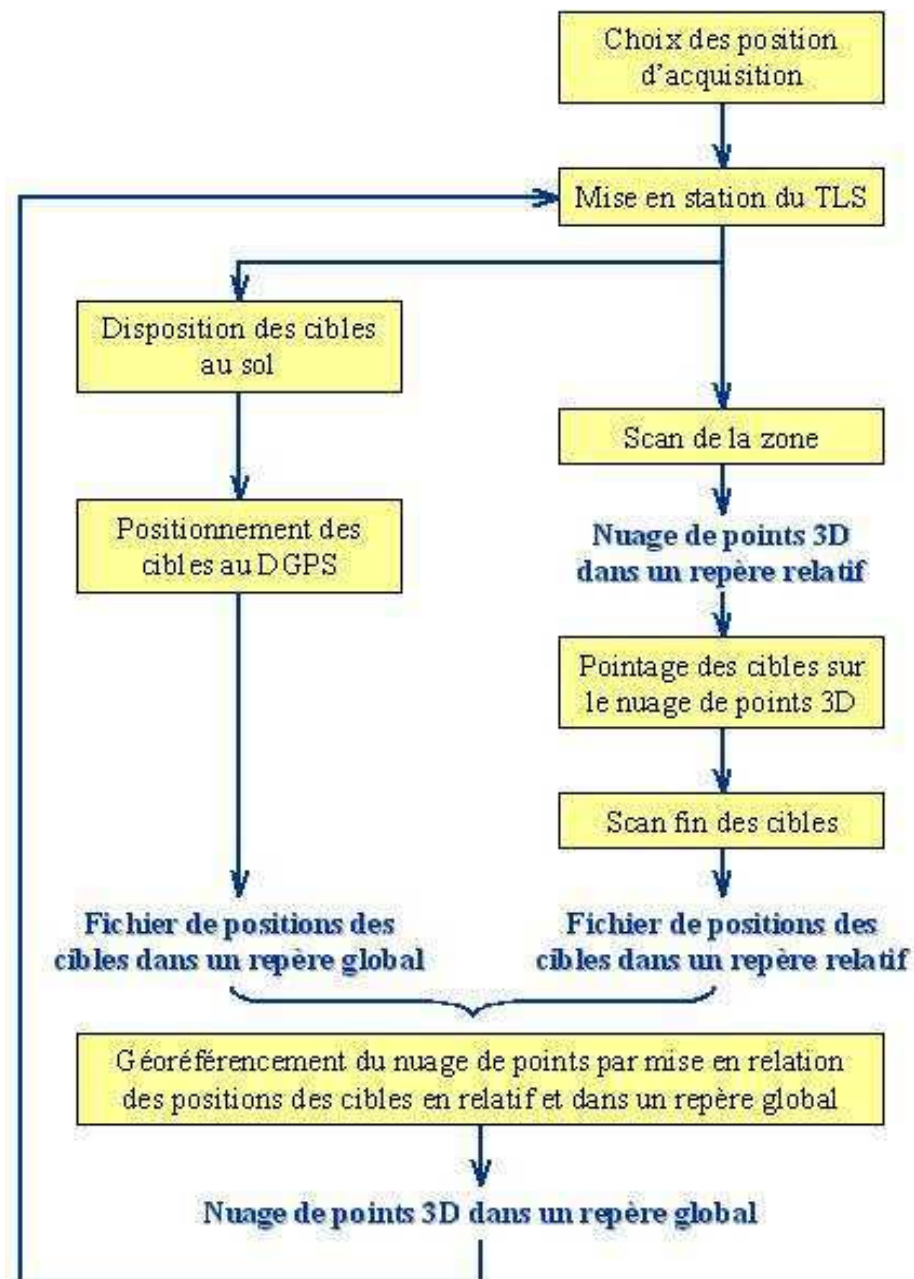 Choix des position
d'acquisition
Mise en station du TLS
Disposition des cibles
au sol
Scan de la zone
Positionnement des
cibles au DGPS
Nuage de points 3D
dans un repère relatif
Pointage des cibles sur
le nuage de points 3D
Scan fin des cibles
Fichier de positions des
cibles dans un repère global
Fichier de positions des
cibles dans un repère relatif
Géoréférencement du nuage de points par mise en relation
des positions des cibles en relatif et dans un repère global
Nuage de points 3D dans un repère global